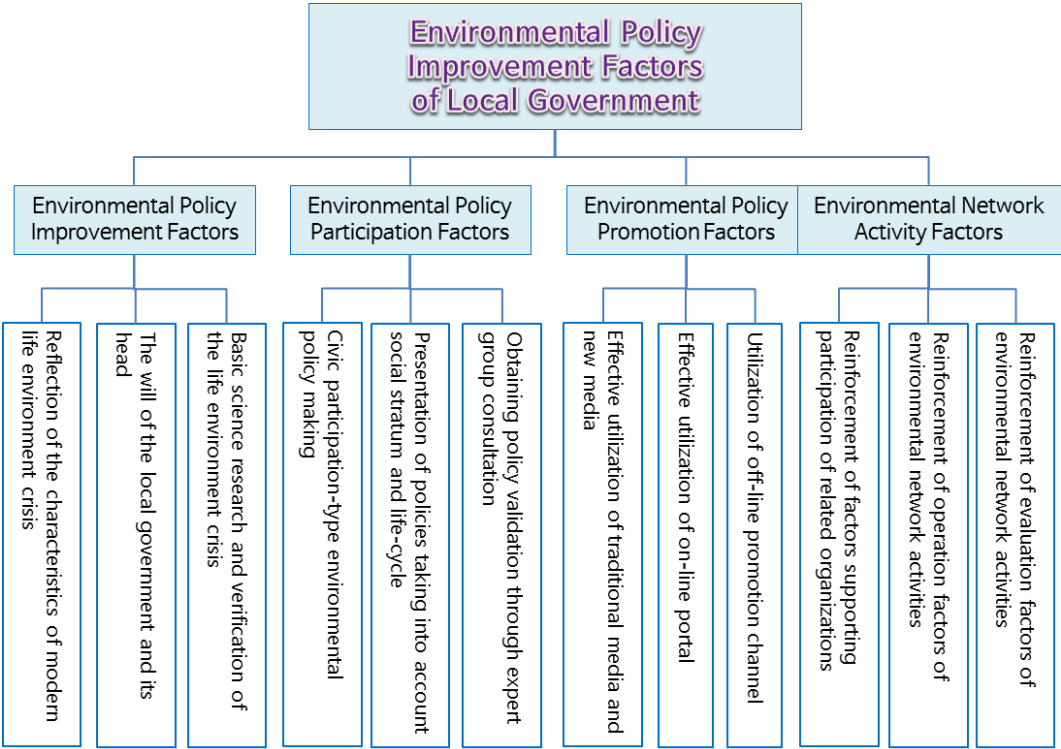 Environmental Policy
Improvement Factors
of Local Government
Environmental Policy
Improvement Factors
Environmental Policy
Participation Factors
Environmental Policy
Promotion Factors
Environmental Network
Activity Factors
Reflection of the characteristics of modern
life environment crisis
The will of the local government and its
head
Basic science research and verification of
the life environment crisis
Civic participation-type environmental
policy making
Presentation of policies taking into account
social stratum and life-cycle
Obtaining policy validation through expert
group consultation
Effective utilization of traditional media and
new media
Effective utilization of on-line portal
Utilization of off-line promotion channel
Reinforcement of factors supporting
participation of related organizations
Reinforcement of operation factors of
environmental network activities
Reinforcement of evaluation factors of
environmental network activities